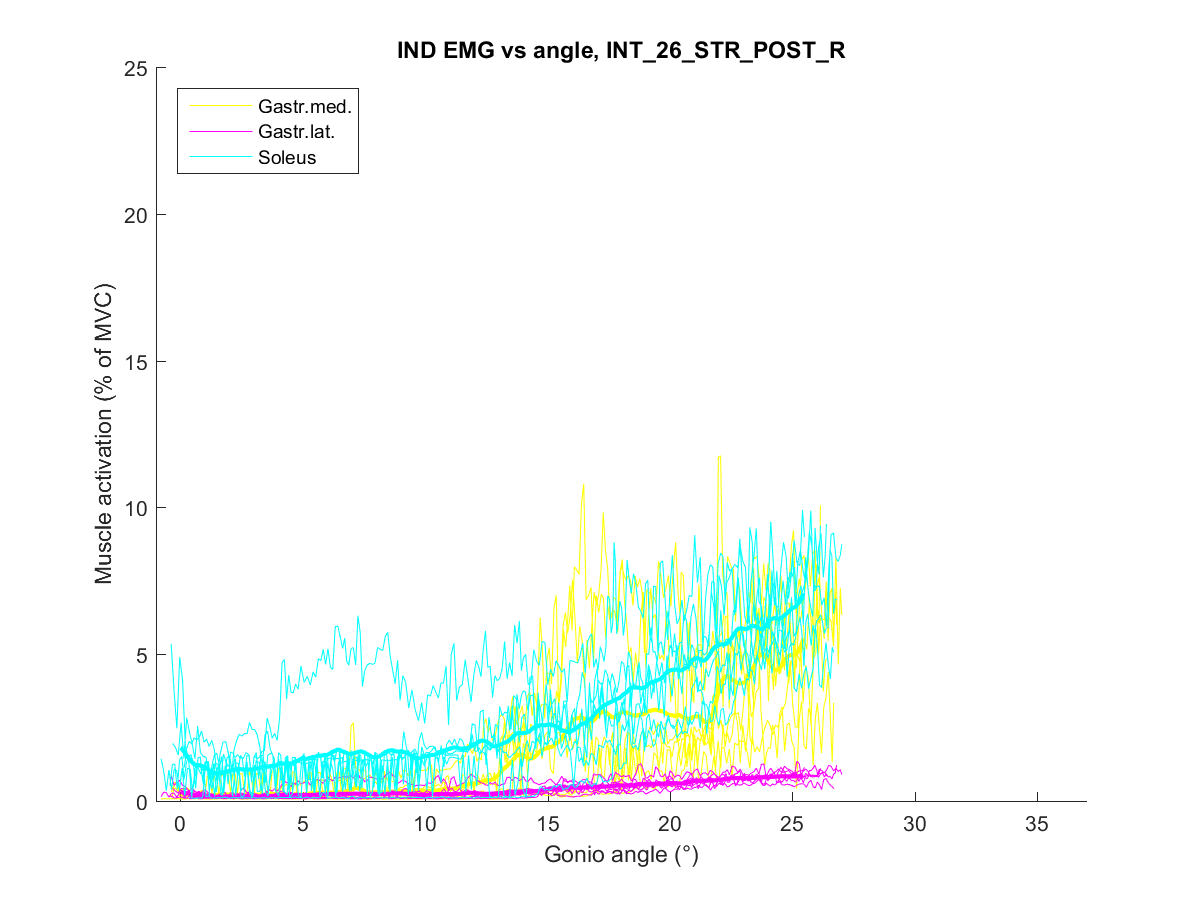 IND EMG vs angle, INT_26_STR_POST_R
25
20
15
10
5
0
Gastr.med.
Gastr.lat.
Soleus
Muscle activation (% of MVC)
0 5 10 15 20 25 30 35
Gonio angle (°)